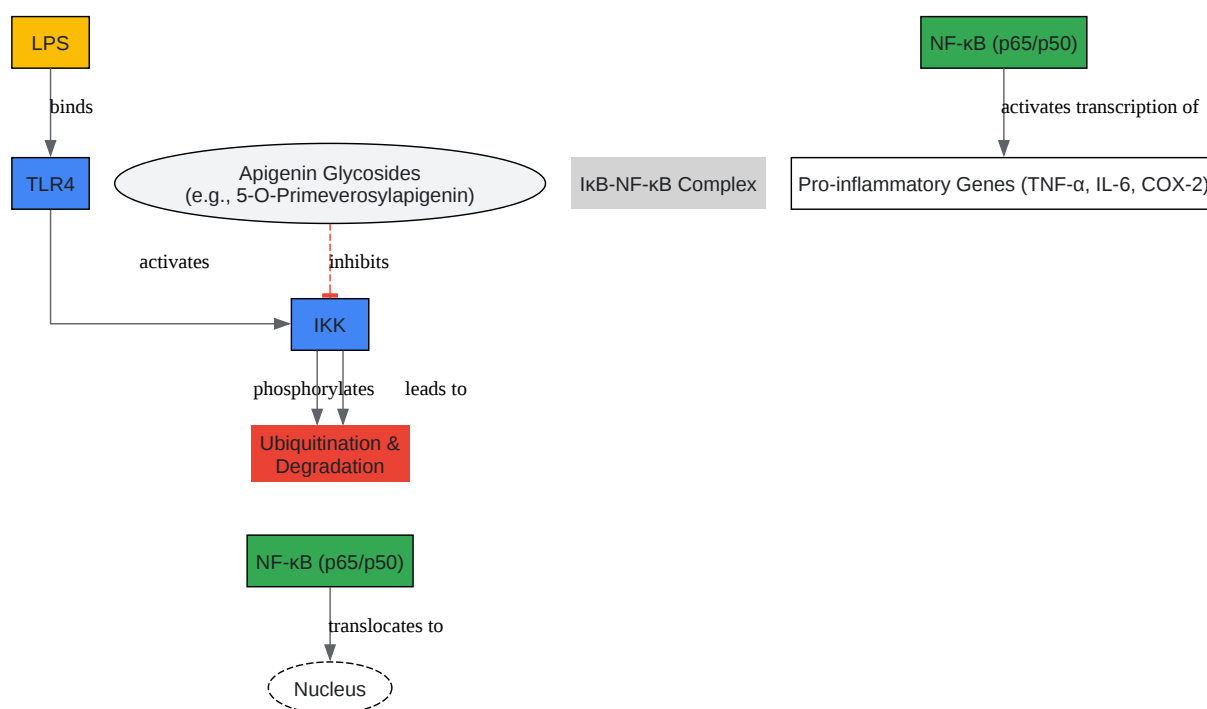 LPS
NF-κB (p65/p50)
binds
activates transcription of
TLR4
Apigenin Glycosides
(e.g., 5-O-Primeverosylapigenin)
IκB-NF-κB Complex
Pro-inflammatory Genes (TNF-α, IL-6, COX-2)
activates
inhibits
IKK
phosphorylates
leads to
Ubiquitination &
Degradation
NF-κB (p65/p50)
translocates to
Nucleus